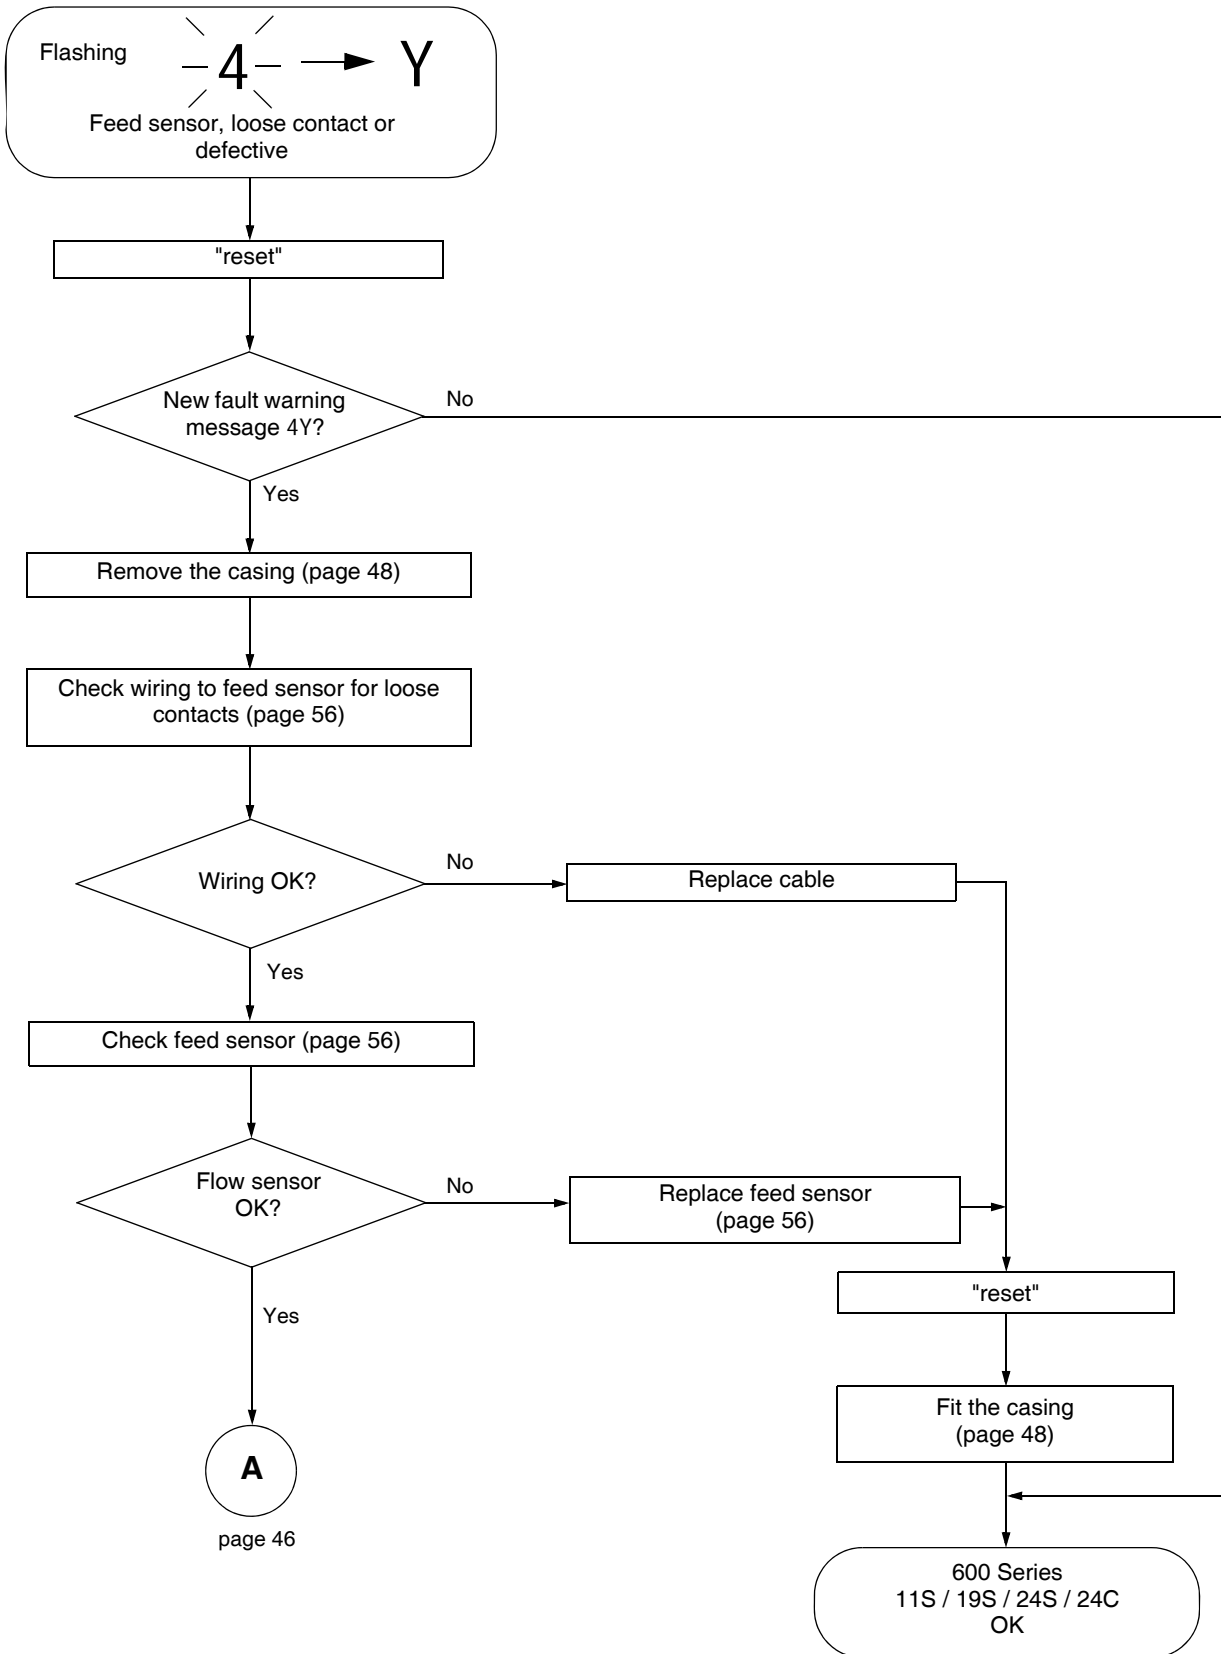 Flashing
4 Y
Feed sensor, loose contact or
defective
"reset"
New fault warning
message 4Y?
No
Yes
Remove the casing (page 48)
Check wiring to feed sensor for loose
contacts (page 56)
Wiring OK?
No
Replace cable
Yes
Check feed sensor (page 56)
Flow sensor
OK?
No
Replace feed sensor
(page 56)
Yes
"reset"
Fit the casing
(page 48)
A
page 46
600 Series
11S / 19S / 24S / 24C
OK